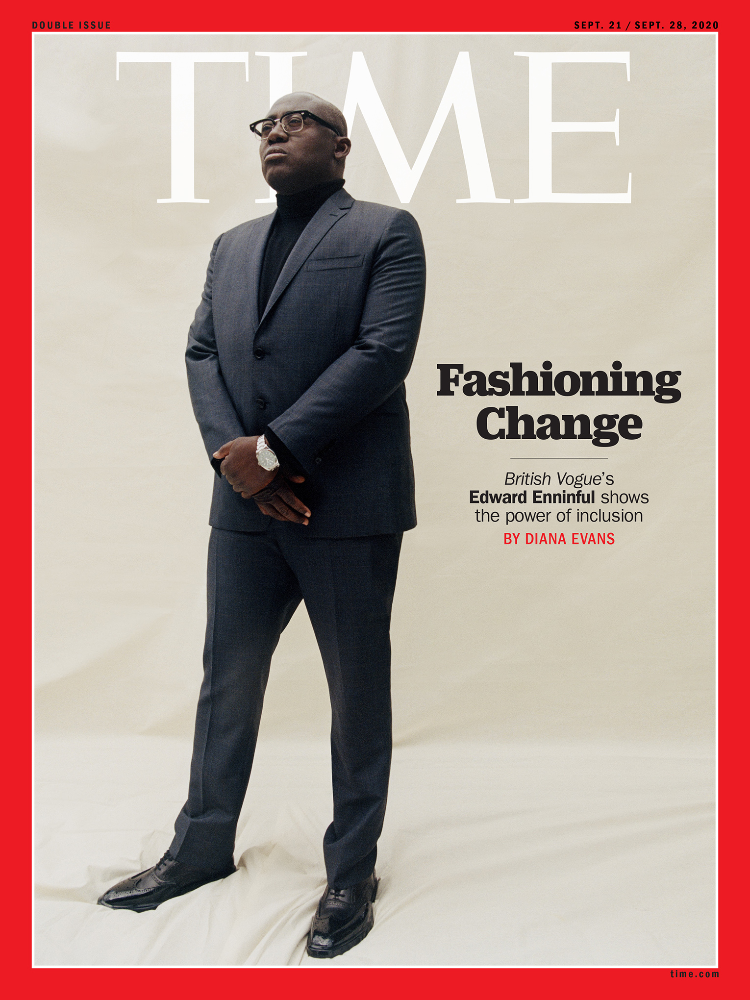 DOUBLE ISSUE
SEPT. 21 / SEPT. 28, 2020
TIME
Fashioning
Change
British Vogue's
Edward Enninful shows
the power of inclusion
BY DIANA EVANS
time.com